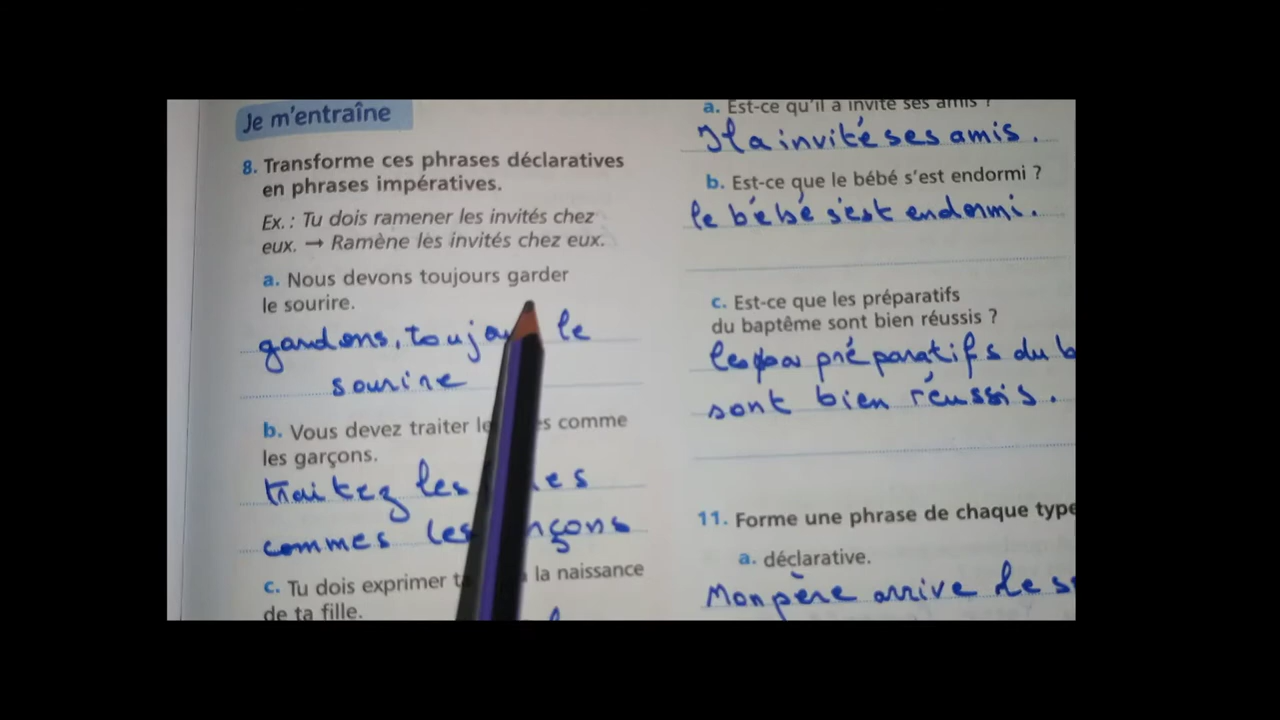 Je m'entraîne
8. Transforme ces phrases déclaratives
en phrases impératives.
Ex. : Tu dois ramener les invités chez
eux. → Ramène les invités chez eux.
a. Nous devons toujours garder
le sourire.
gardons, le
sourire
b. Vous devez traiter comme
les garçons.
traitez les
commes les
c. Tu dois exprimer la naissance
de ta fille.
a. Est-ce qu'il a invité ses amis ?
Il a invité ses amis.
b. Est-ce que le bébé s'est endormi ?
le bébé s'est endormi.
c. Est-ce que les préparatifs
du baptême sont bien réussis ?
les préparatifs du
sont bien réussis.
11. Forme une phrase de chaque type
a. déclarative.
Mon père arrive de